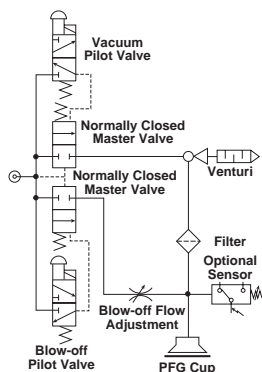 Vacuum
Pilot Valve
Normally Closed
Master Valve
Normally Closed
Master Valve
Venturi
Filter
Optional
Sensor
Blow-off Flow
Adjustment
Blow-off
Pilot Valve
PFG Cup